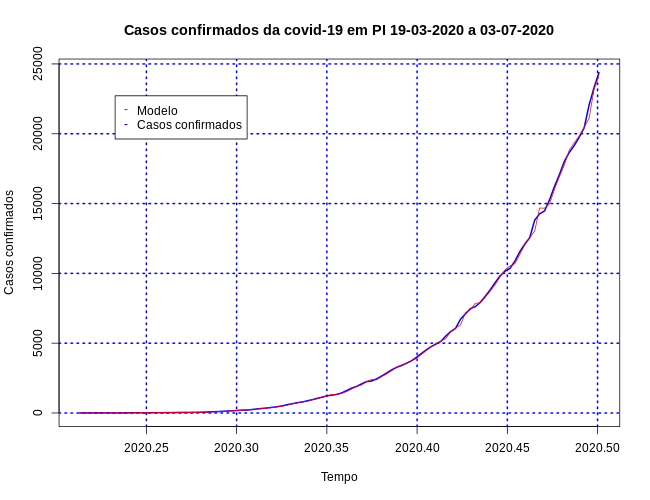 Casos confirmados da covid-19 em PI 19-03-2020 a 03-07-2020
25000
20000
15000
10000
5000
0
Casos confirmados
- Modelo
- Casos confirmados
2020.25 2020.30 2020.35 2020.40 2020.45 2020.50
Tempo